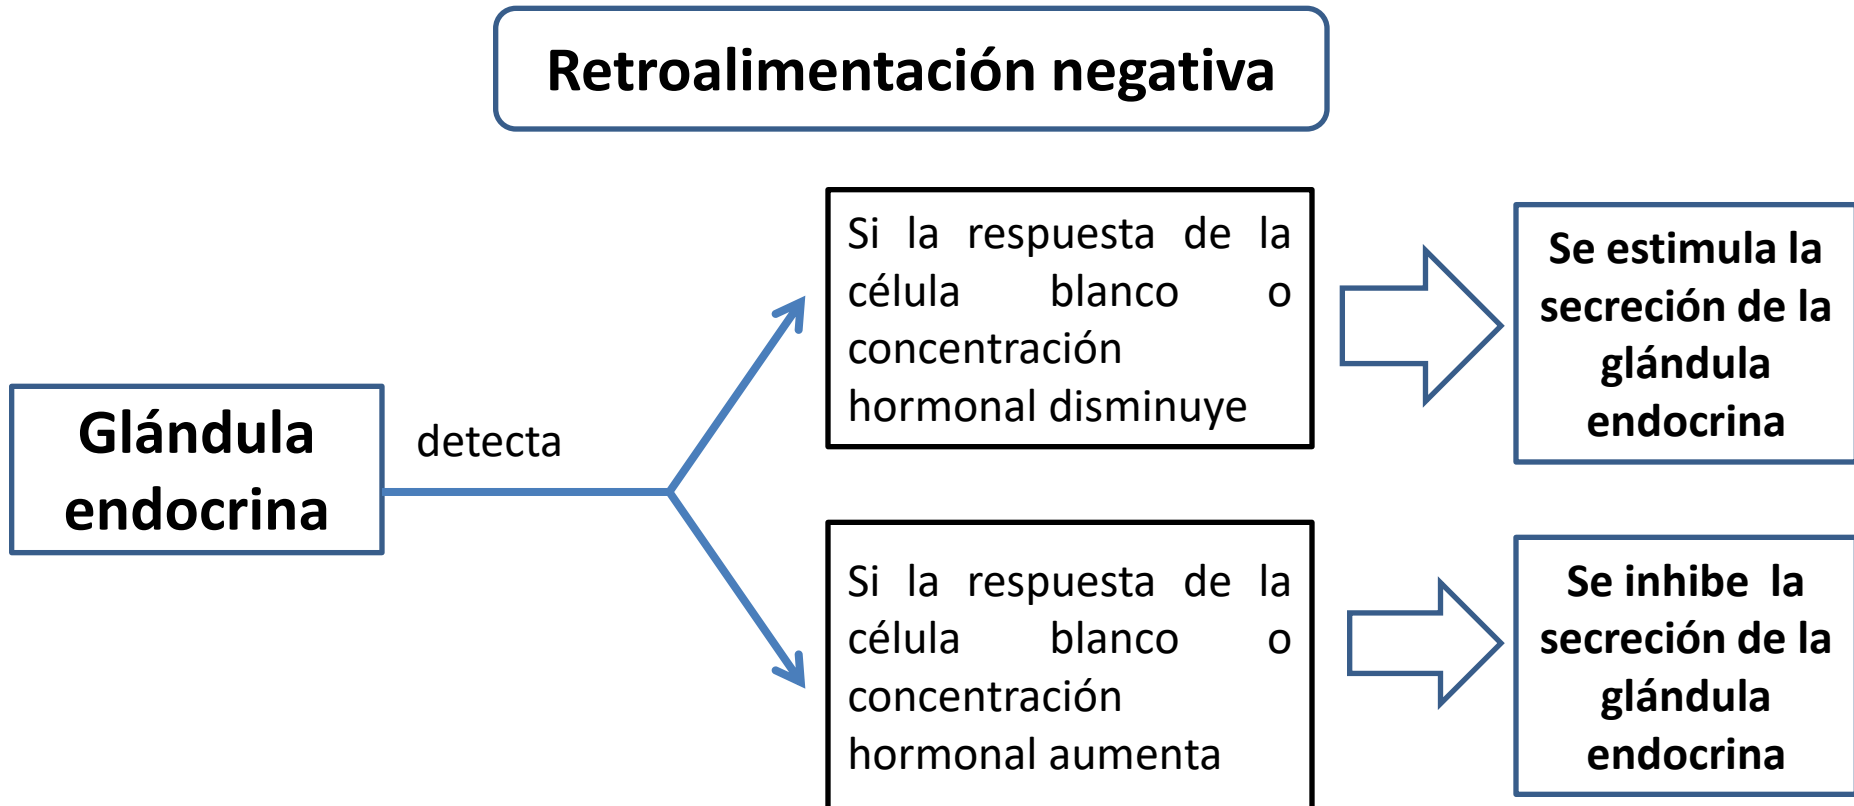 Retroalimentación negativa
Glándula
endocrina
detecta
Si la respuesta de la
célula blanco o
concentración
hormonal disminuye
Se estimula la
secreción de la
glándula
endocrina
Si la respuesta de la
célula blanco o
concentración
hormonal aumenta
Se inhibe la
secreción de la
glándula
endocrina